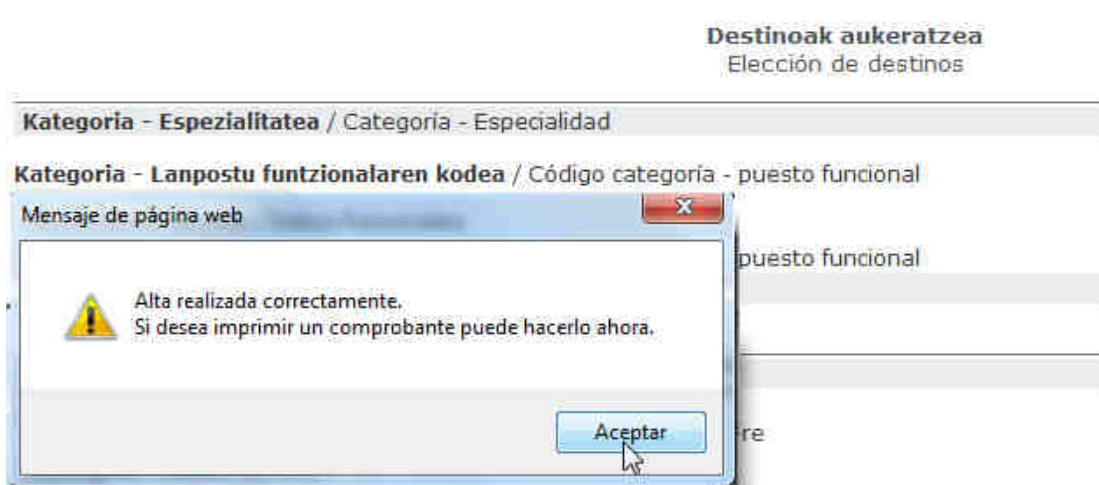 Destinoak aukeratzea
Elección de destinos
Kategoria - Espezialitatea / Categoría - Especialidad
Kategoria - Lanpostu funtzionalaren kodea / Código categoría - puesto funcional
Mensaje de página web
puesto funcional
Alta realizada correctamente.
Si desea imprimir un comprobante puede hacerlo ahora.
Aceptar
re